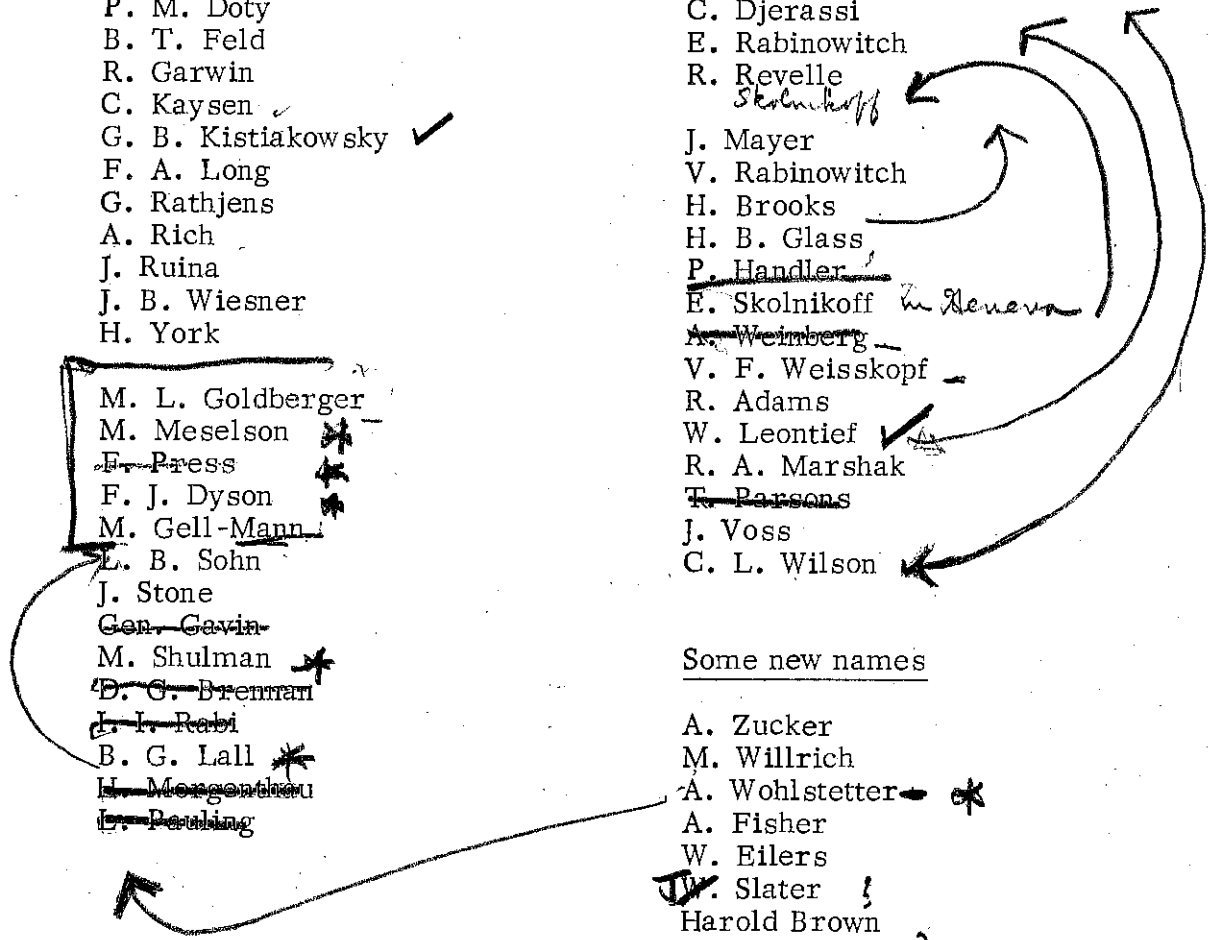 P. M. Doty
B. T. Feld
R. Garwin
C. Kaysen
G. B. Kistiakowsky
F. A. Long
G. Rathjens
A. Rich
J. Ruina
J. B. Wiesner
H. York
M. L. Goldberger
M. Meselson
F. Press
F. J. Dyson
M. Gell-Mann
L. B. Sohn
J. Stone
Gen. Gavin
M. Shulman
D. G. Brennan
I. I. Rabi
B. G. Lall
H. Morgenthau
L. Pauling
C. Djerassi
E. Rabinowitch
R. Revelle
Skolnikoff
J. Mayer
V. Rabinowitch
H. Brooks
H. B. Glass
P. Handler
E. Skolnikoff in Geneva
A. Weinberg
V. F. Weisskopf
R. Adams
W. Leontief
R. A. Marshak
T. Parsons
J. Voss
C. L. Wilson
Some new names
A. Zucker
M. Willrich
A. Wohlstetter
A. Fisher
W. Eilers
J W. Slater
Harold Brown